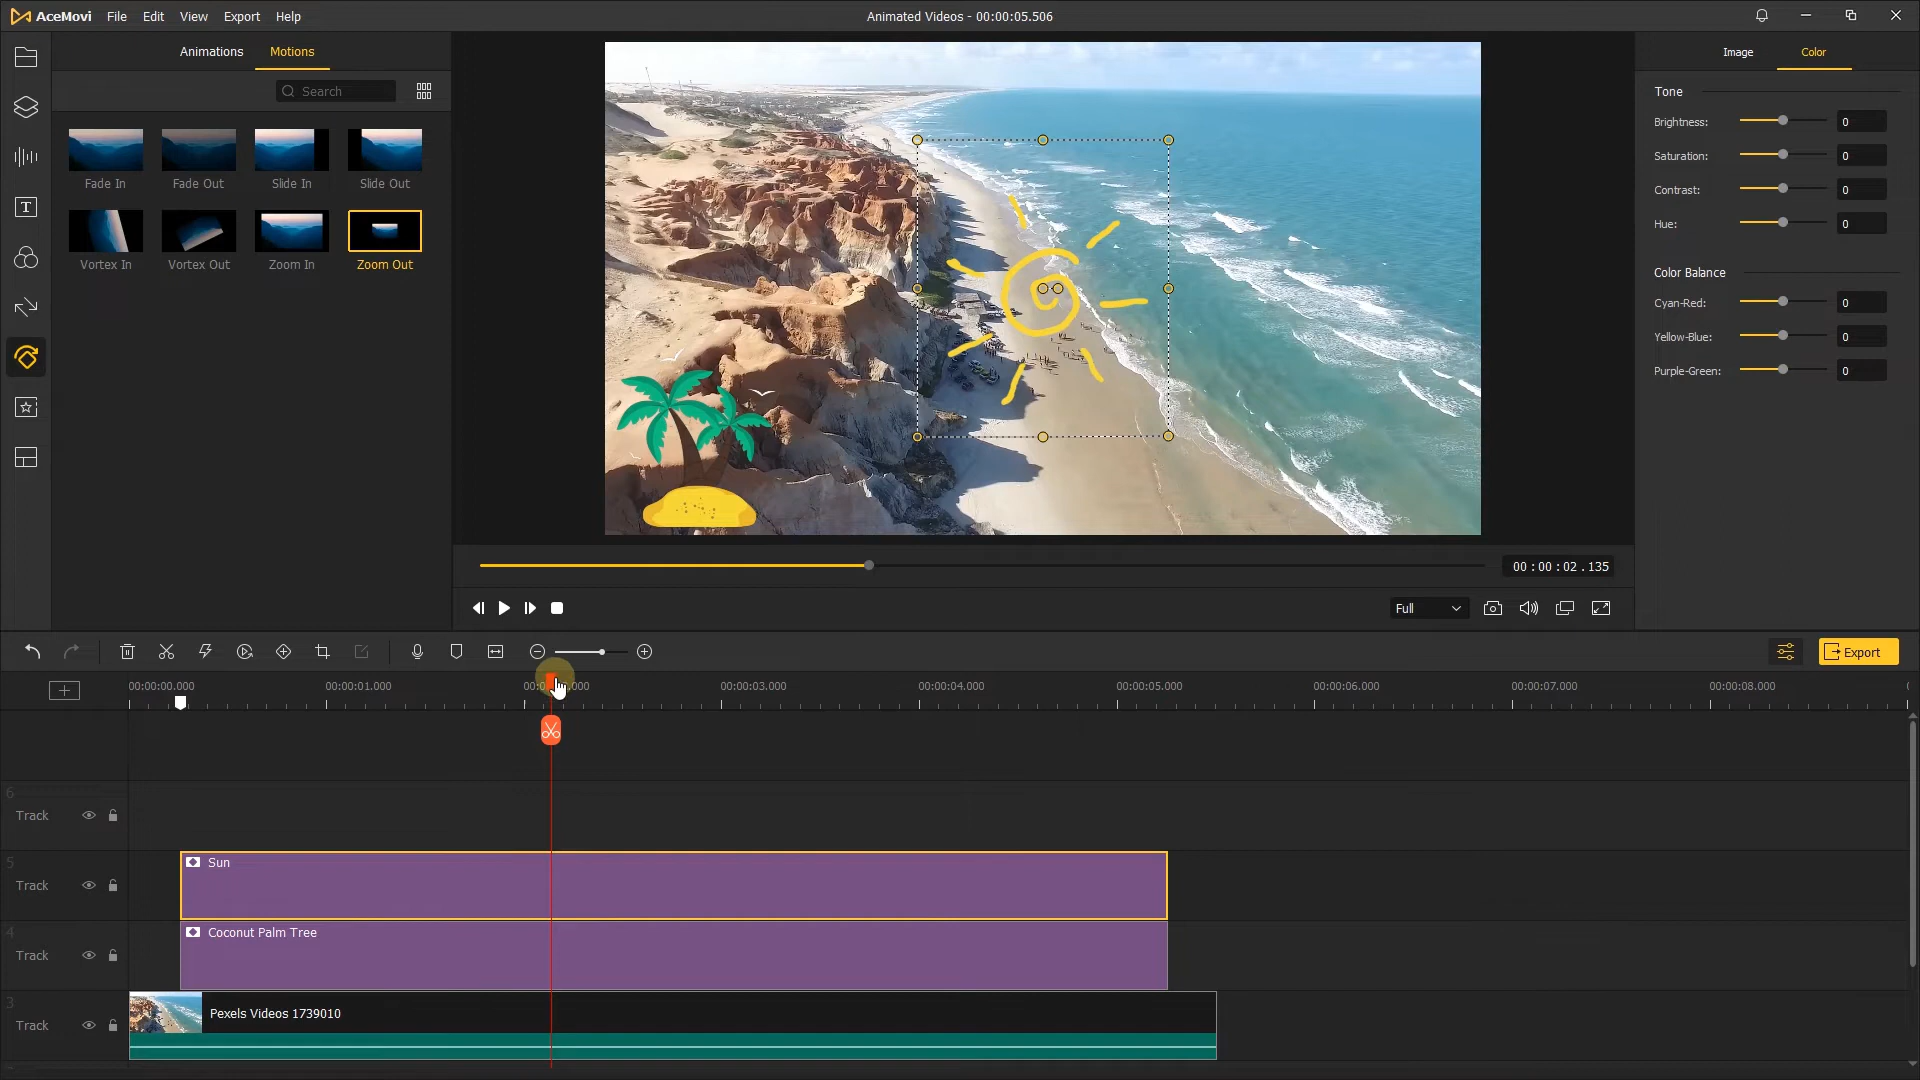 AceMovi File Edit View Export Help
Animated Videos - 00:00:05.506
Animations Motions
Search
Fade In Fade Out Slide In Slide Out
Vortex In Vortex Out Zoom In Zoom Out
Image Color
Tone
Brightness: 0
Saturation: 0
Contrast: 0
Hue: 0
Color Balance
Cyan-Red: 0
Yellow-Blue: 0
Purple-Green: 0
00 : 00 : 02 . 135
Full
Export
00:00:00.000 00:00:01.000 00:00:03.000 00:00:04.000 00:00:05.000 00:00:06.000 00:00:07.000 00:00:08.000
6
Track
5
Sun
Track
4
Coconut Palm Tree
Track
3
Pexels Videos 1739010
Track